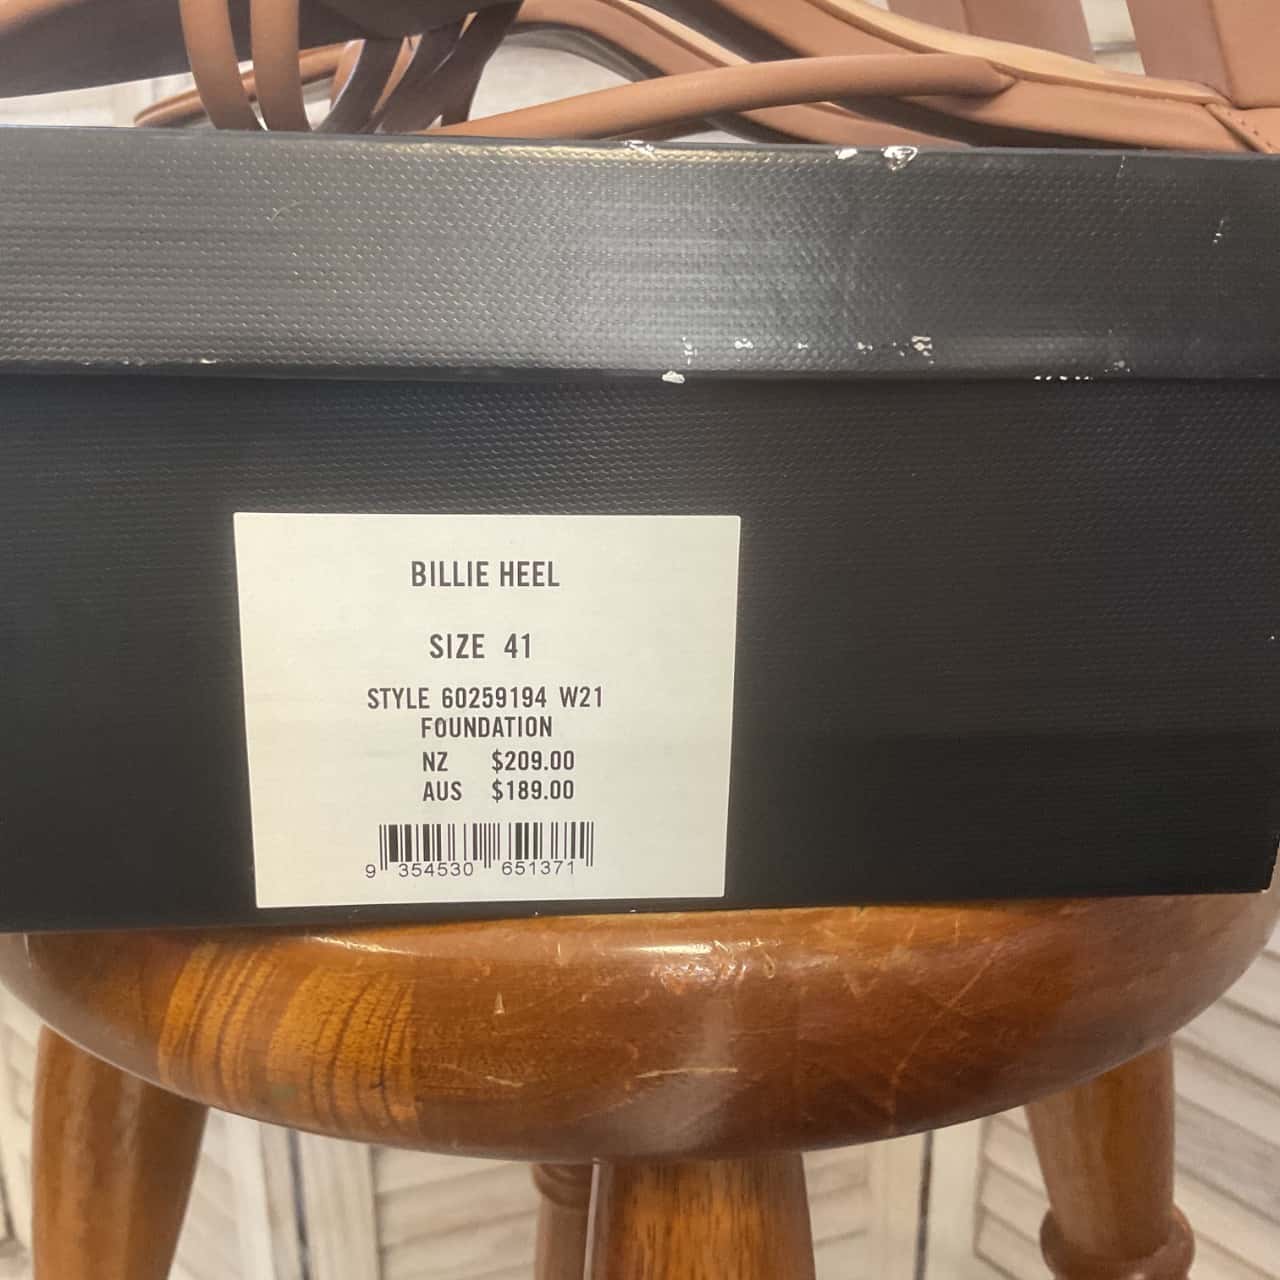 BILLIE HEEL
SIZE 41
STYLE 60259194 W21
FOUNDATION
NZ $209.00
AUS $189.00
9 354530 651371